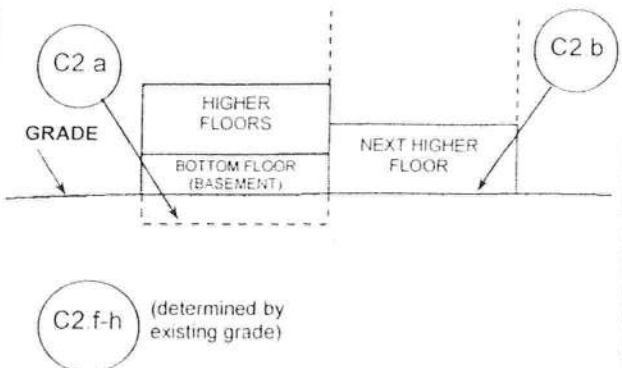 C2.a
C2.b
HIGHER
FLOORS
GRADE
NEXT HIGHER
FLOOR
BOTTOM FLOOR
(BASEMENT)
C2.f-h
(determined by
existing grade)